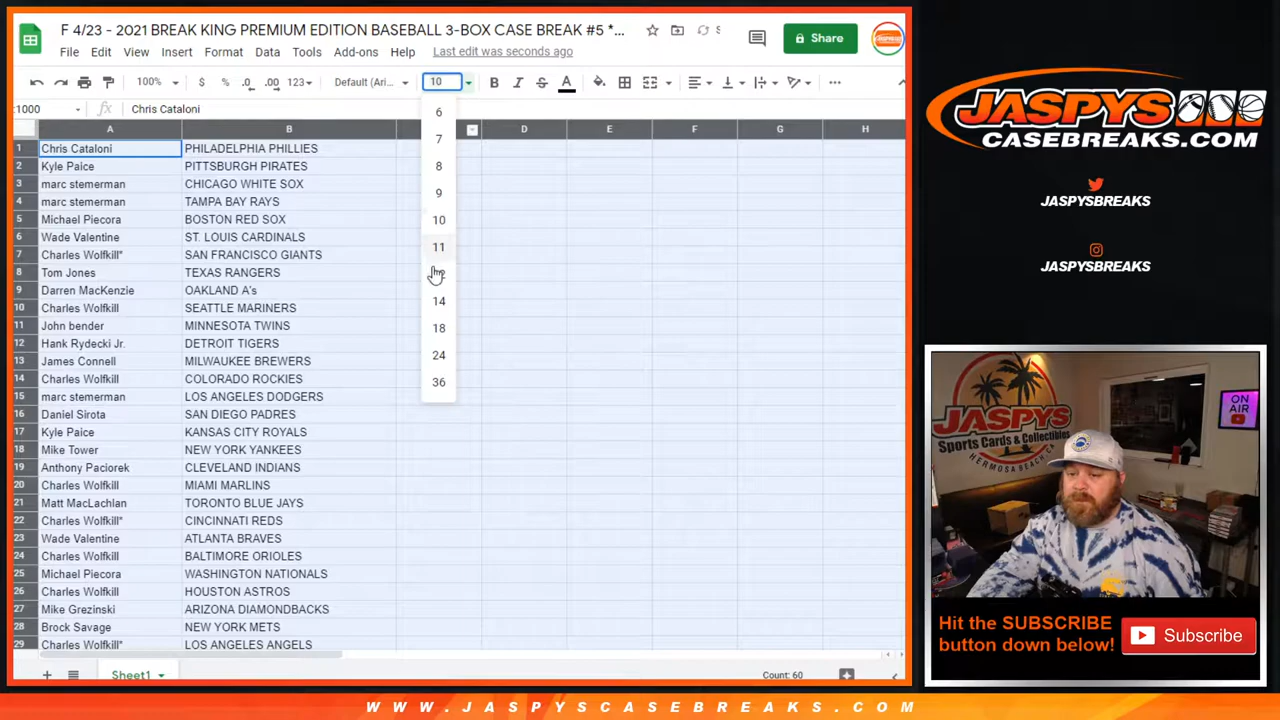 F 4/23 - 2021 BREAK KING PREMIUM EDITION BASEBALL 3-BOX CASE BREAK #5 *...
File Edit View Insert Format Data Tools Add-ons Help Last edit was seconds ago
Share
100% $ % .0 .00 123 Default (Ari... 10 B I S A
:1000 fx Chris Cataloni
A B D E F G H
1 Chris Cataloni PHILADELPHIA PHILLIES
2 Kyle Paice PITTSBURGH PIRATES
3 marc stemerman CHICAGO WHITE SOX
4 marc stemerman TAMPA BAY RAYS
5 Michael Piecora BOSTON RED SOX
6 Wade Valentine ST. LOUIS CARDINALS
7 Charles Wolfkill* SAN FRANCISCO GIANTS
8 Tom Jones TEXAS RANGERS
9 Darren MacKenzie OAKLAND A's
10 Charles Wolfkill SEATTLE MARINERS
11 John bender MINNESOTA TWINS
12 Hank Rydecki Jr. DETROIT TIGERS
13 James Connell MILWAUKEE BREWERS
14 Charles Wolfkill COLORADO ROCKIES
15 marc stemerman LOS ANGELES DODGERS
16 Daniel Sirota SAN DIEGO PADRES
17 Kyle Paice KANSAS CITY ROYALS
18 Mike Tower NEW YORK YANKEES
19 Anthony Paciorek CLEVELAND INDIANS
20 Charles Wolfkill MIAMI MARLINS
21 Matt MacLachlan TORONTO BLUE JAYS
22 Charles Wolfkill* CINCINNATI REDS
23 Wade Valentine ATLANTA BRAVES
24 Charles Wolfkill BALTIMORE ORIOLES
25 Michael Piecora WASHINGTON NATIONALS
26 Charles Wolfkill HOUSTON ASTROS
27 Mike Grezinski ARIZONA DIAMONDBACKS
28 Brock Savage NEW YORK METS
29 Charles Wolfkill* LOS ANGELES ANGELS
6
7
8
9
10
11
14
18
24
36
Sheet1
Count: 60
JASPYS
CASEBREAKS.COM
JASPYSBREAKS
JASPYSBREAKS
JASPYS
Sports Cards & Collectibles
HERMOSA BEACH, CA
ON AIR
Hit the SUBSCRIBE
button down below!
Subscribe
WWW.JASPYSCASEBREAKS.COM